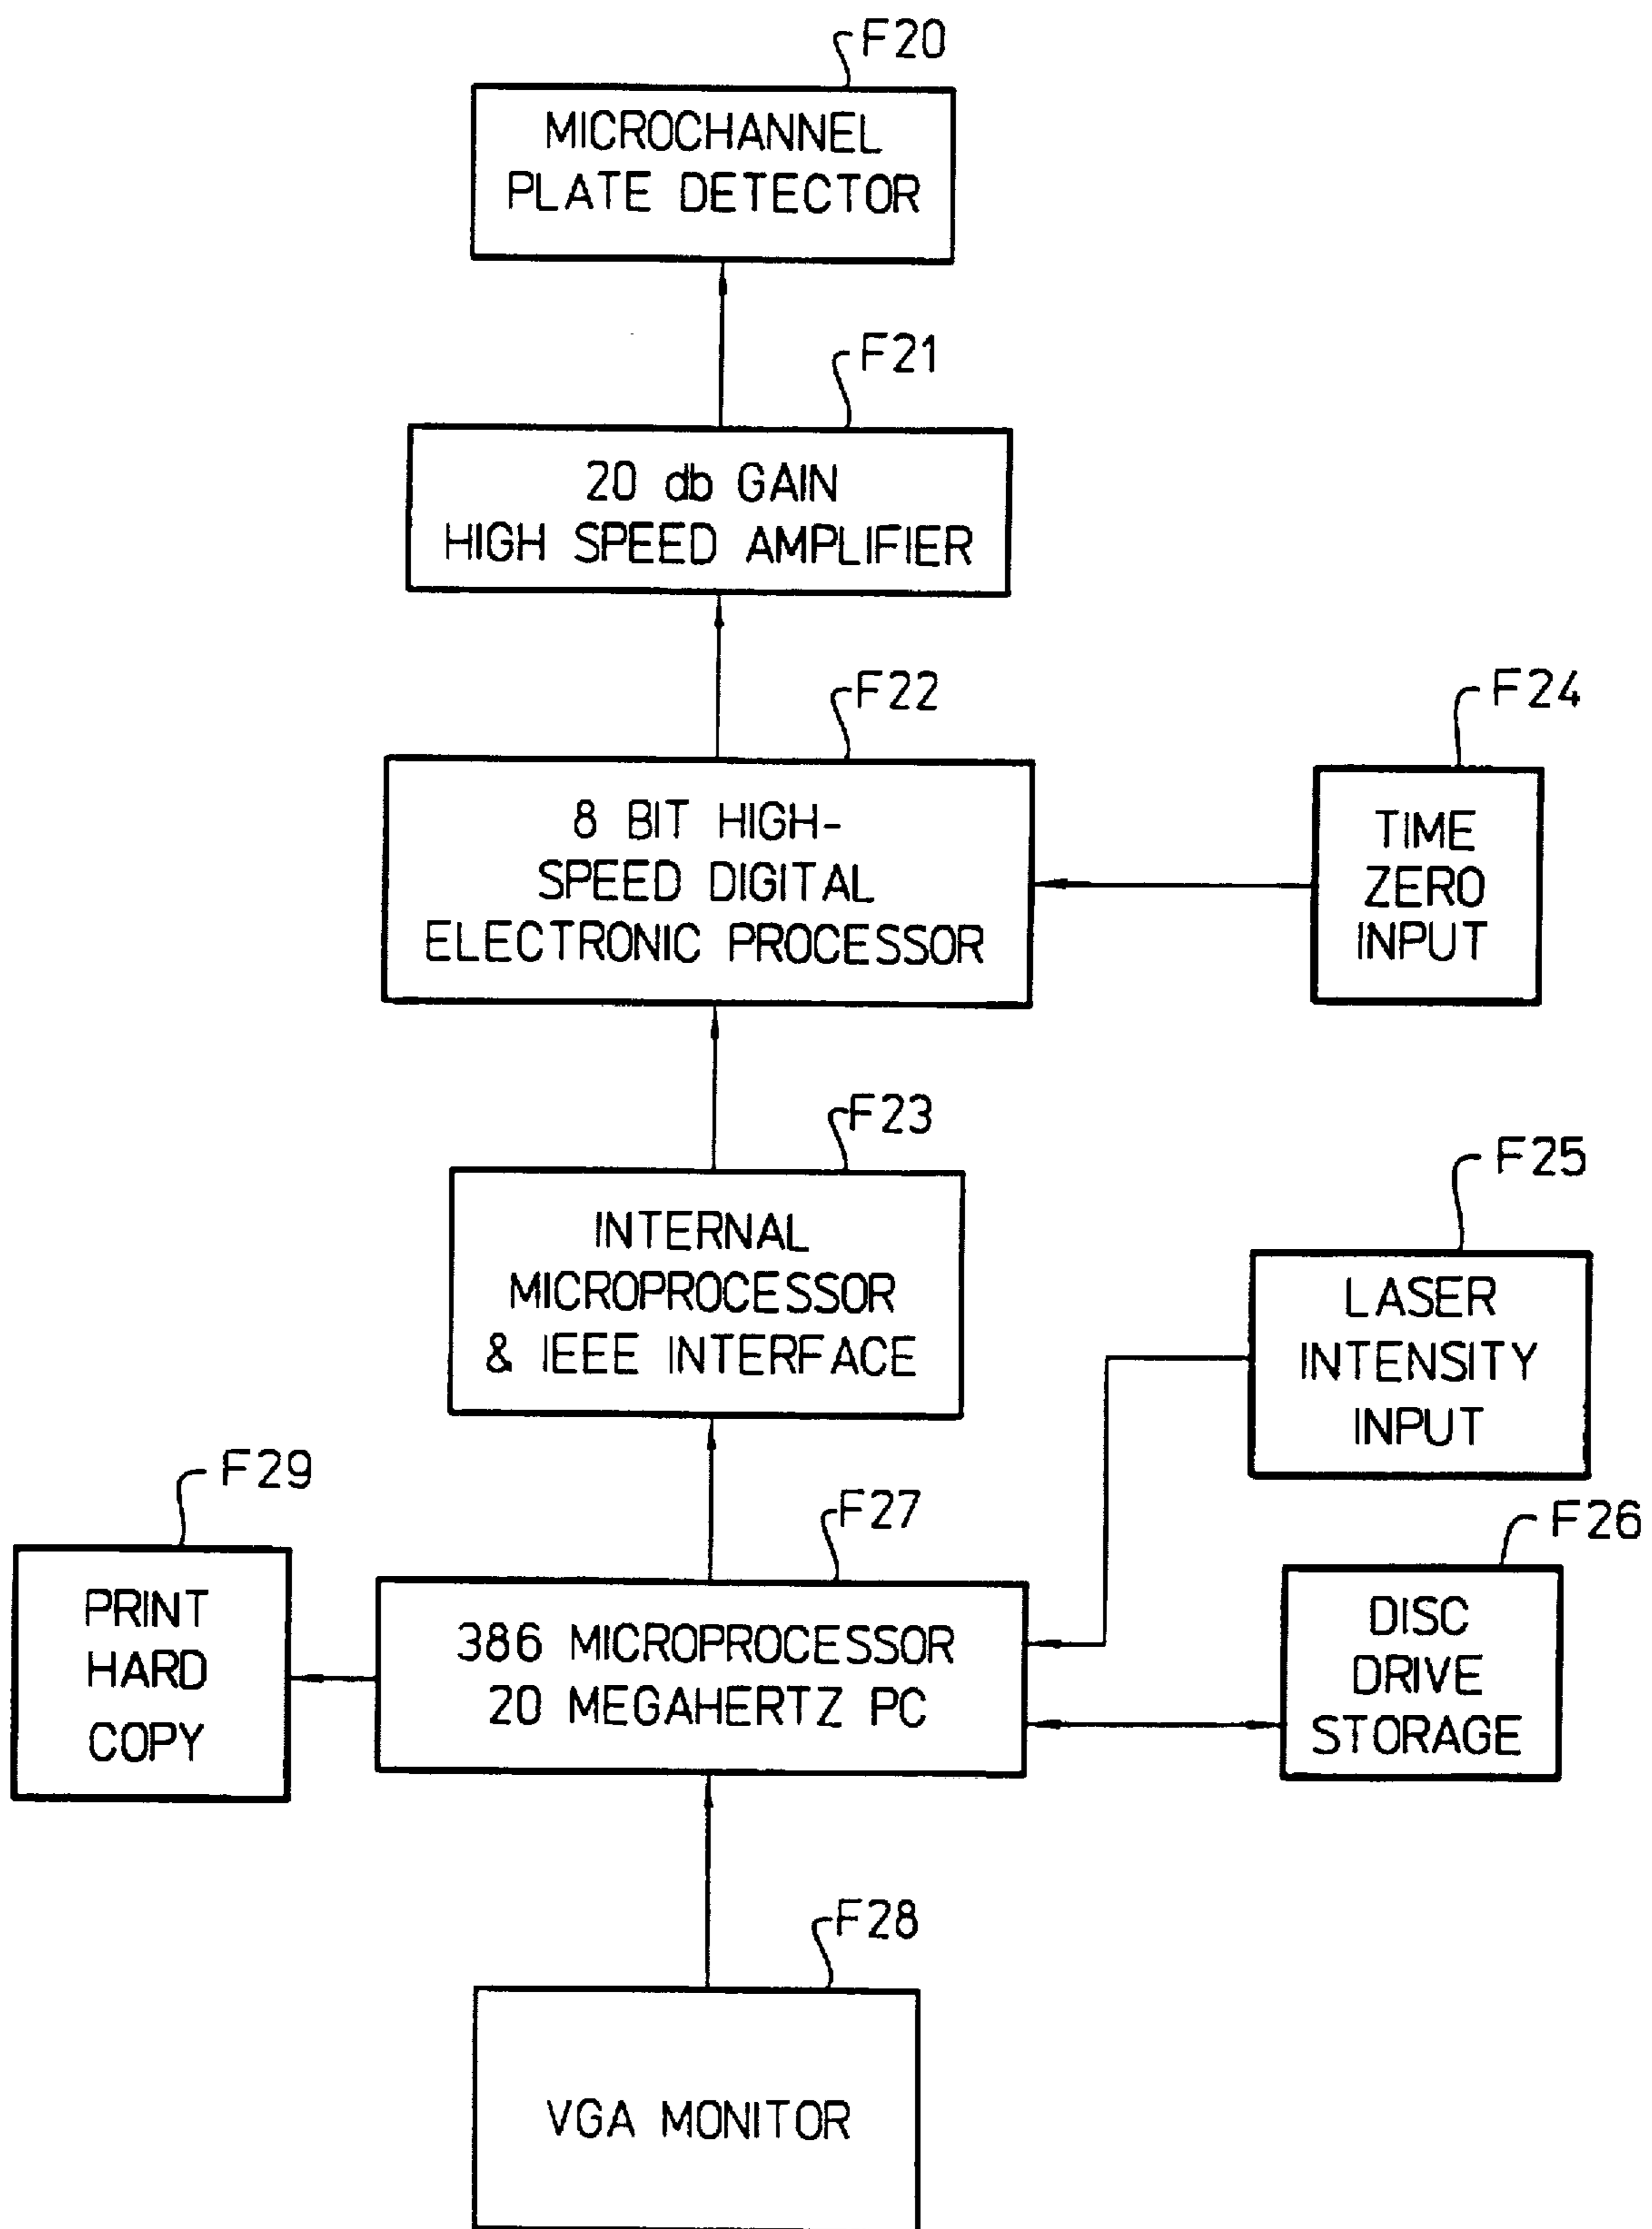 F20
MICROCHANNEL
PLATE DETECTOR
F21
20 db GAIN
HIGH SPEED AMPLIFIER
F22
8 BIT HIGH-
SPEED DIGITAL
ELECTRONIC PROCESSOR
F24
TIME
ZERO
INPUT
F23
INTERNAL
MICROPROCESSOR
& IEEE INTERFACE
F25
LASER
INTENSITY
INPUT
F29
PRINT
HARD
COPY
F27
386 MICROPROCESSOR
20 MEGAHERTZ PC
F26
DISC
DRIVE
STORAGE
F28
VGA MONITOR